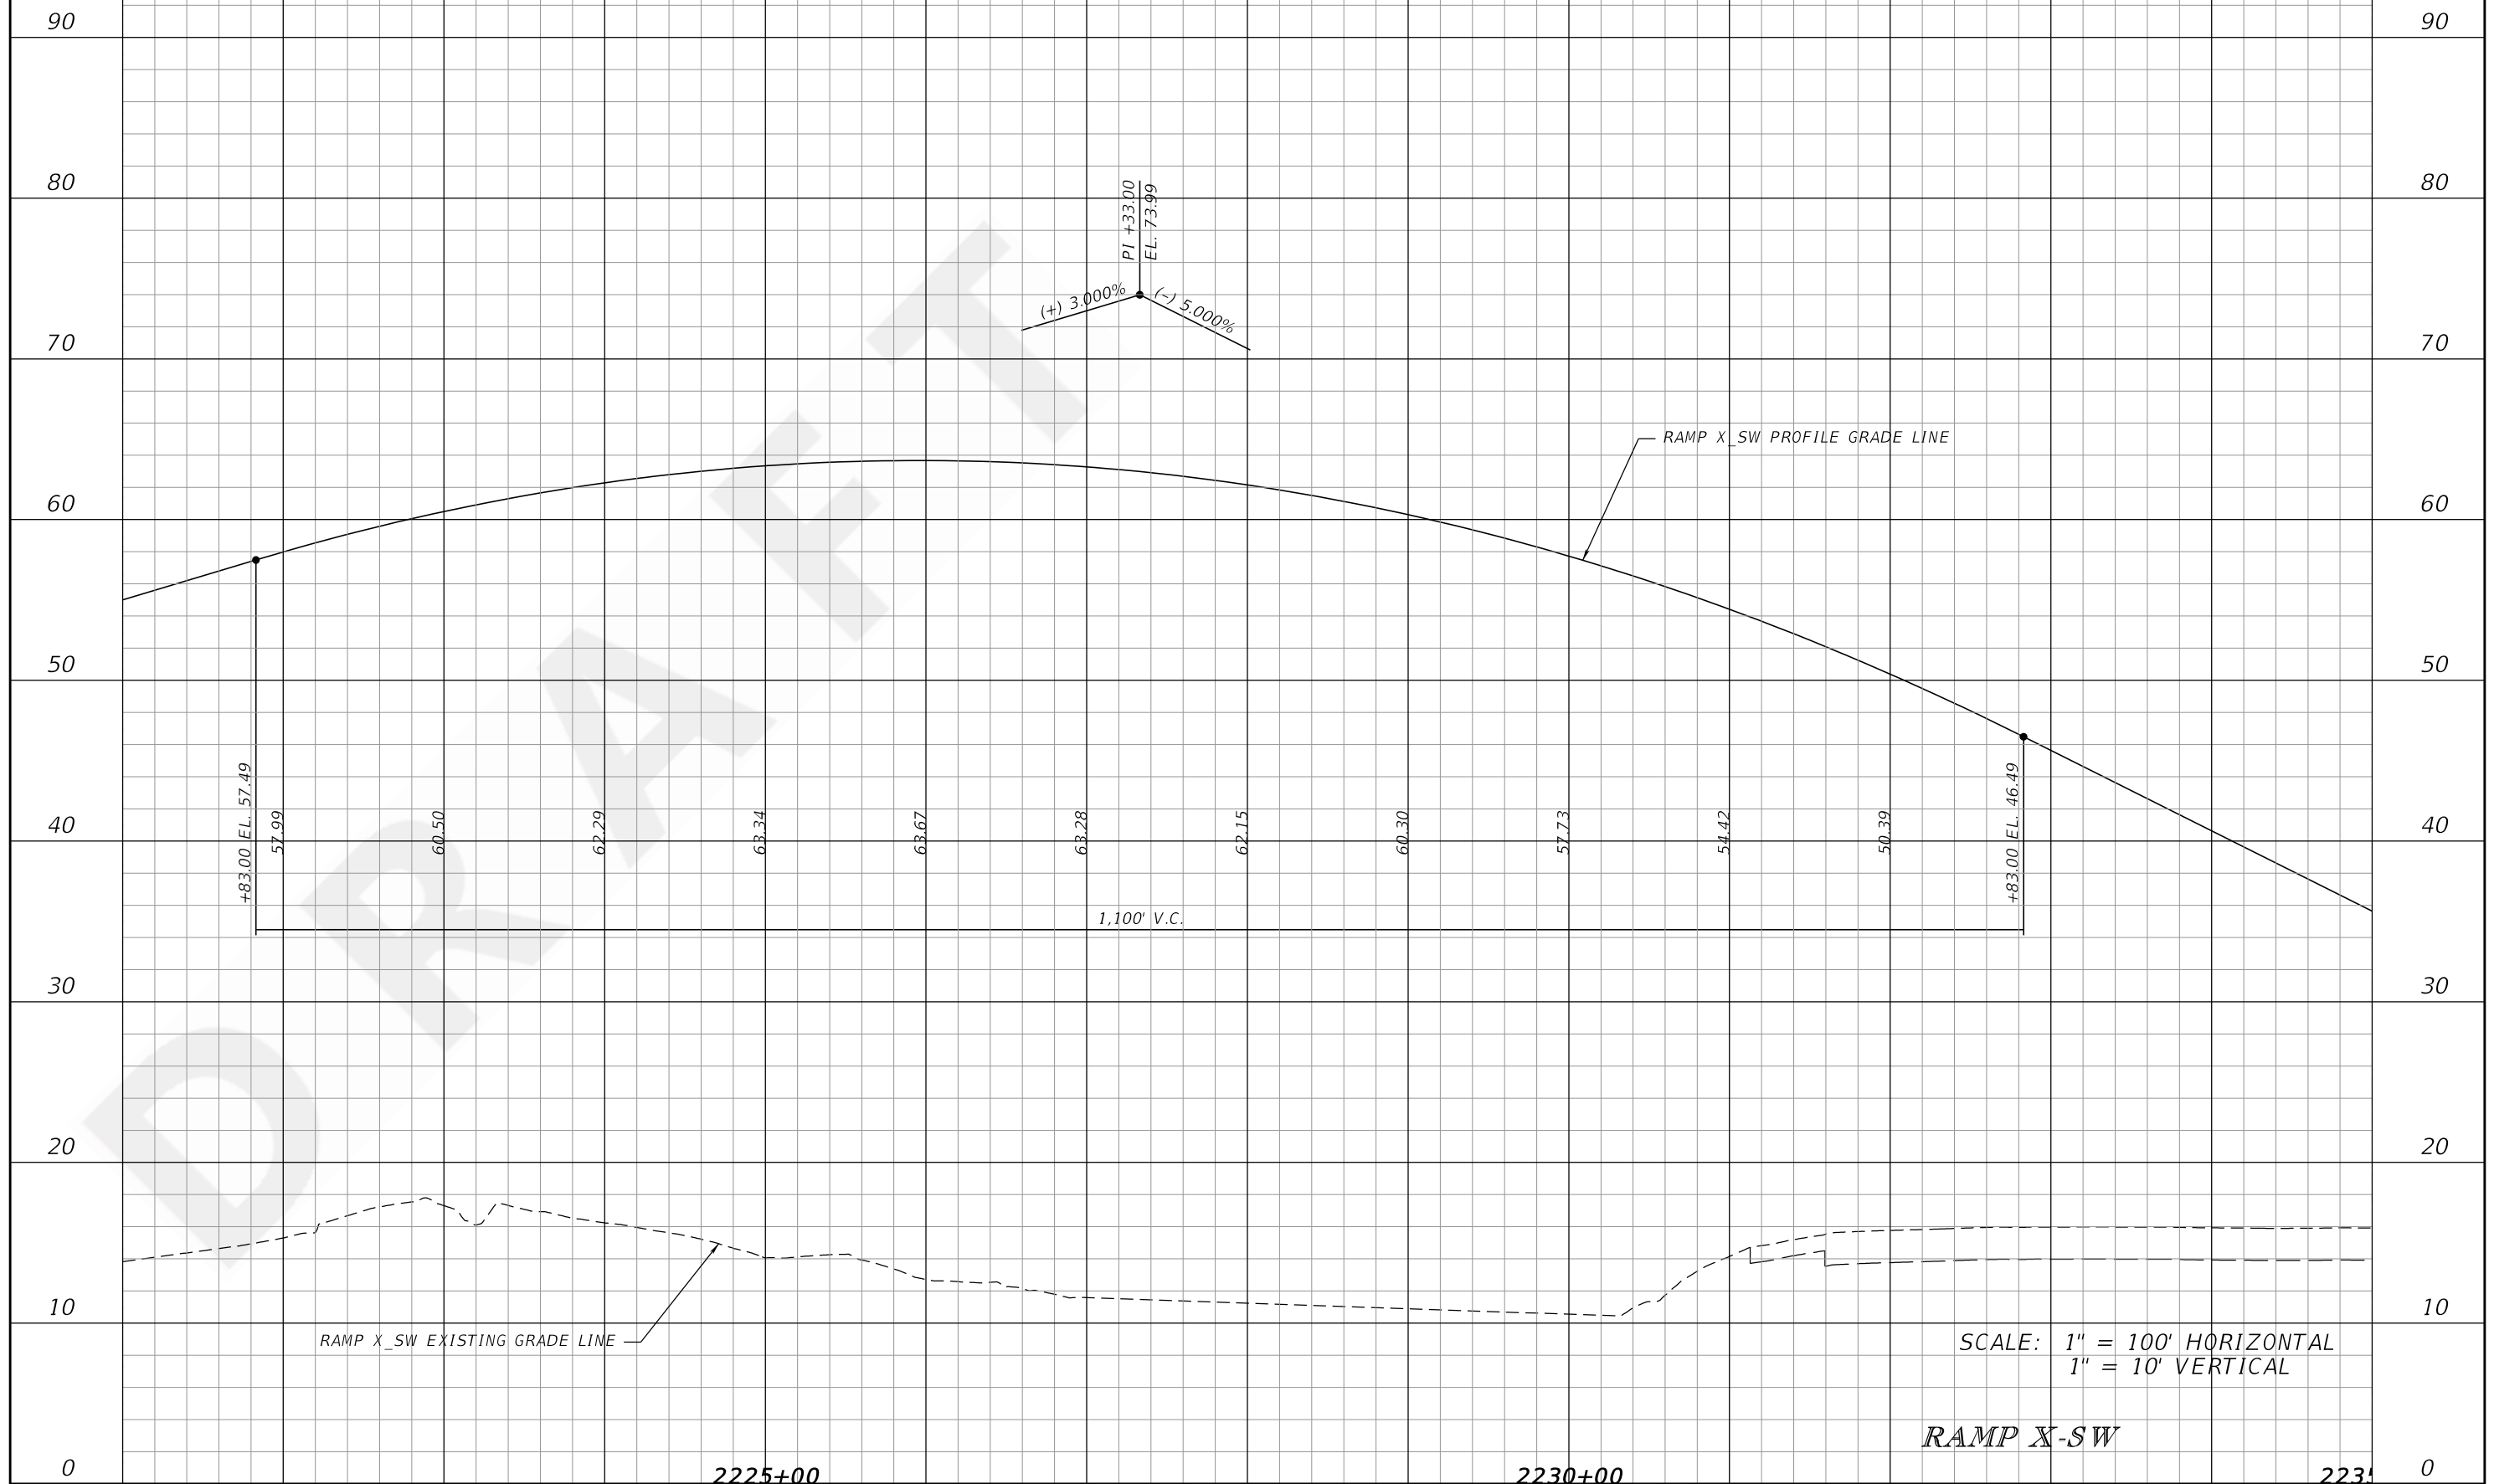 90 90
80 80
PI +33.00
EL. 73.99
(+) 3.000%
(-) 5.000%
70 70
RAMP X_SW PROFILE GRADE LINE
60 60
50 50
+83.00 EL. 57.49
57.99
60.50
62.29
63.34
63.67
63.28
62.15
60.30
57.73
54.42
50.39
+83.00 EL. 46.49
40 40
1,100' V.C.
30 30
20 20
10 10
RAMP X_SW EXISTING GRADE LINE
SCALE: 1" = 100' HORIZONTAL
1" = 10' VERTICAL
RAMP X-SW
0 0
2225+00 2230+00 2235
DRAFT